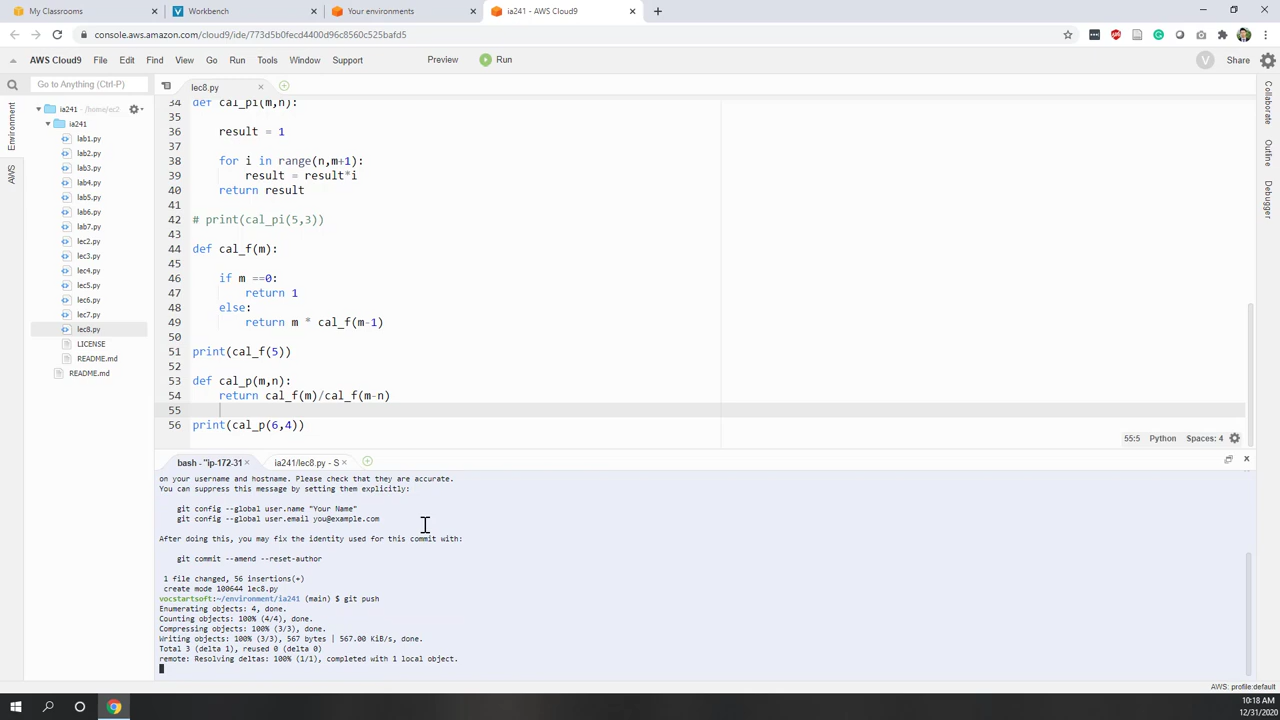 My Classrooms
Workbench
Your environments
ia241 - AWS Cloud9
console.aws.amazon.com/cloud9/ide/773d5b0fecd4400d96c8560c525bafd5
AWS Cloud9 File Edit Find View Go Run Tools Window Support Preview Run Share
Go to Anything (Ctrl-P)
lec8.py
Environment
AWS
Collaborate
Outline
Debugger
ia241 - /home/ec2
ia241
lab1.py
lab2.py
lab3.py
lab4.py
lab5.py
lab6.py
lab7.py
lec2.py
lec3.py
lec4.py
lec5.py
lec6.py
lec7.py
lec8.py
LICENSE
README.md
README.md
34 def cal_pi(m,n):
35
36 result = 1
37
38 for i in range(n,m+1):
39 result = result*i
40 return result
41
42 # print(cal_pi(5,3))
43
44 def cal_f(m):
45
46 if m ==0:
47 return 1
48 else:
49 return m * cal_f(m-1)
50
51 print(cal_f(5))
52
53 def cal_p(m,n):
54 return cal_f(m)/cal_f(m-n)
55
56 print(cal_p(6,4))
55:5 Python Spaces: 4
bash - "ip-172-31
ia241/lec8.py - S
on your username and hostname. Please check that they are accurate.
You can suppress this message by setting them explicitly:
git config --global user.name "Your Name"
git config --global user.email you@example.com
After doing this, you may fix the identity used for this commit with:
git commit --amend --reset-author
1 file changed, 56 insertions(+)
create mode 100644 lec8.py
vocstartsoft:~/environment/ia241 (main) $ git push
Enumerating objects: 4, done.
Counting objects: 100% (4/4), done.
Compressing objects: 100% (3/3), done.
Writing objects: 100% (3/3), 567 bytes | 567.00 KiB/s, done.
Total 3 (delta 1), reused 0 (delta 0)
remote: Resolving deltas: 100% (1/1), completed with 1 local object.
AWS: profile:default
10:18 AM
12/31/2020